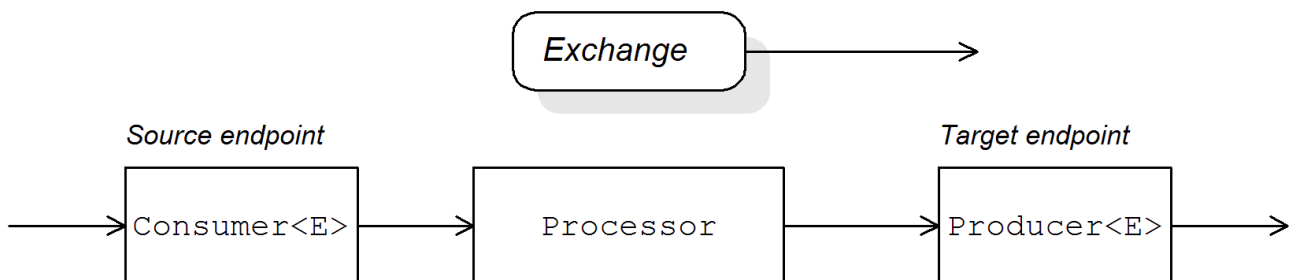 Exchange
Source endpoint
Target endpoint
Consumer<E>
Processor
Producer<E>